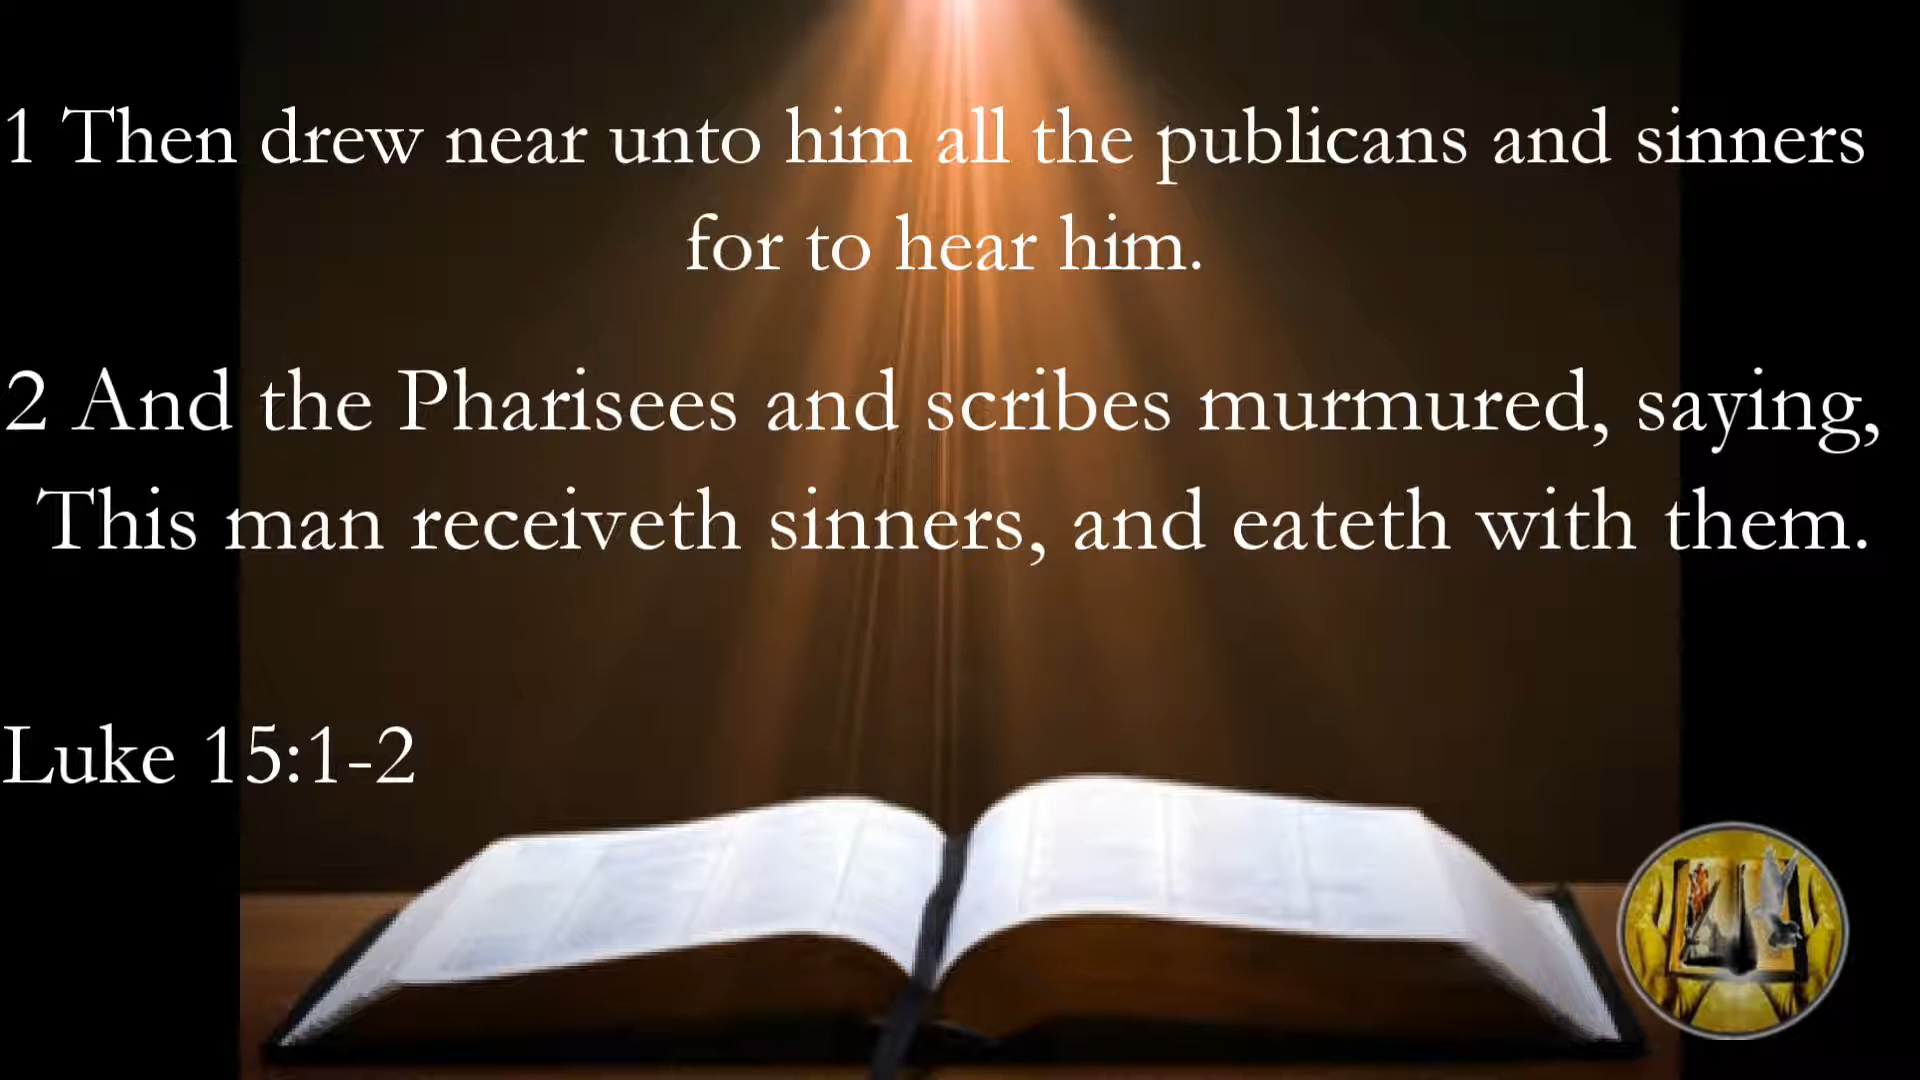 1 Then drew near unto him all the publicans and sinners
for to hear him.
2 And the Pharisees and scribes murmured, saying,
This man receiveth sinners, and eateth with them.
Luke 15:1-2